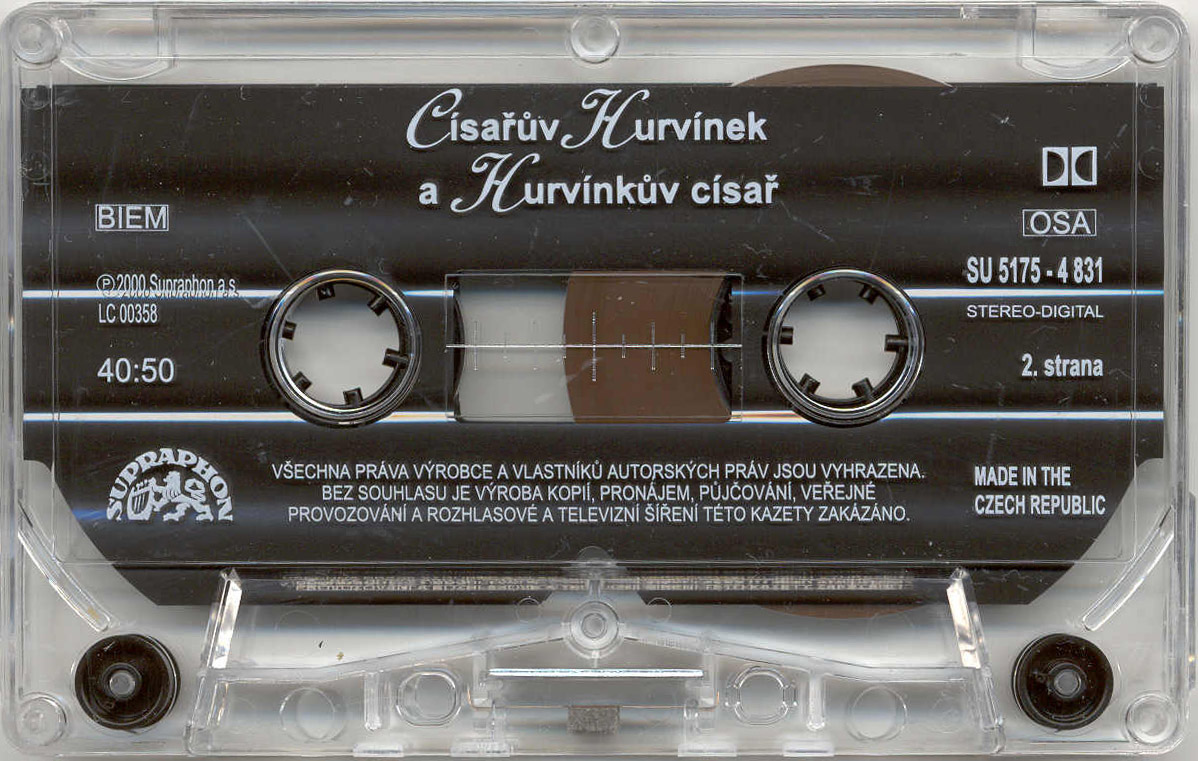 Císařův Hurvínek
a Hurvínkův císař
BIEM
OSA
℗ 2000 Supraphon a.s.
LC 00358
40:50
SU 5175 - 4 831
STEREO-DIGITAL
2. strana
SUPRAPHON
VŠECHNA PRÁVA VÝROBCE A VLASTNÍKŮ AUTORSKÝCH PRÁV JSOU VYHRAZENA.
BEZ SOUHLASU JE VÝROBA KOPIÍ, PRONÁJEM, PŮJČOVÁNÍ, VEŘEJNÉ
PROVOZOVÁNÍ A ROZHLASOVÉ A TELEVIZNÍ ŠÍŘENÍ TÉTO KAZETY ZAKÁZÁNO.
MADE IN THE
CZECH REPUBLIC